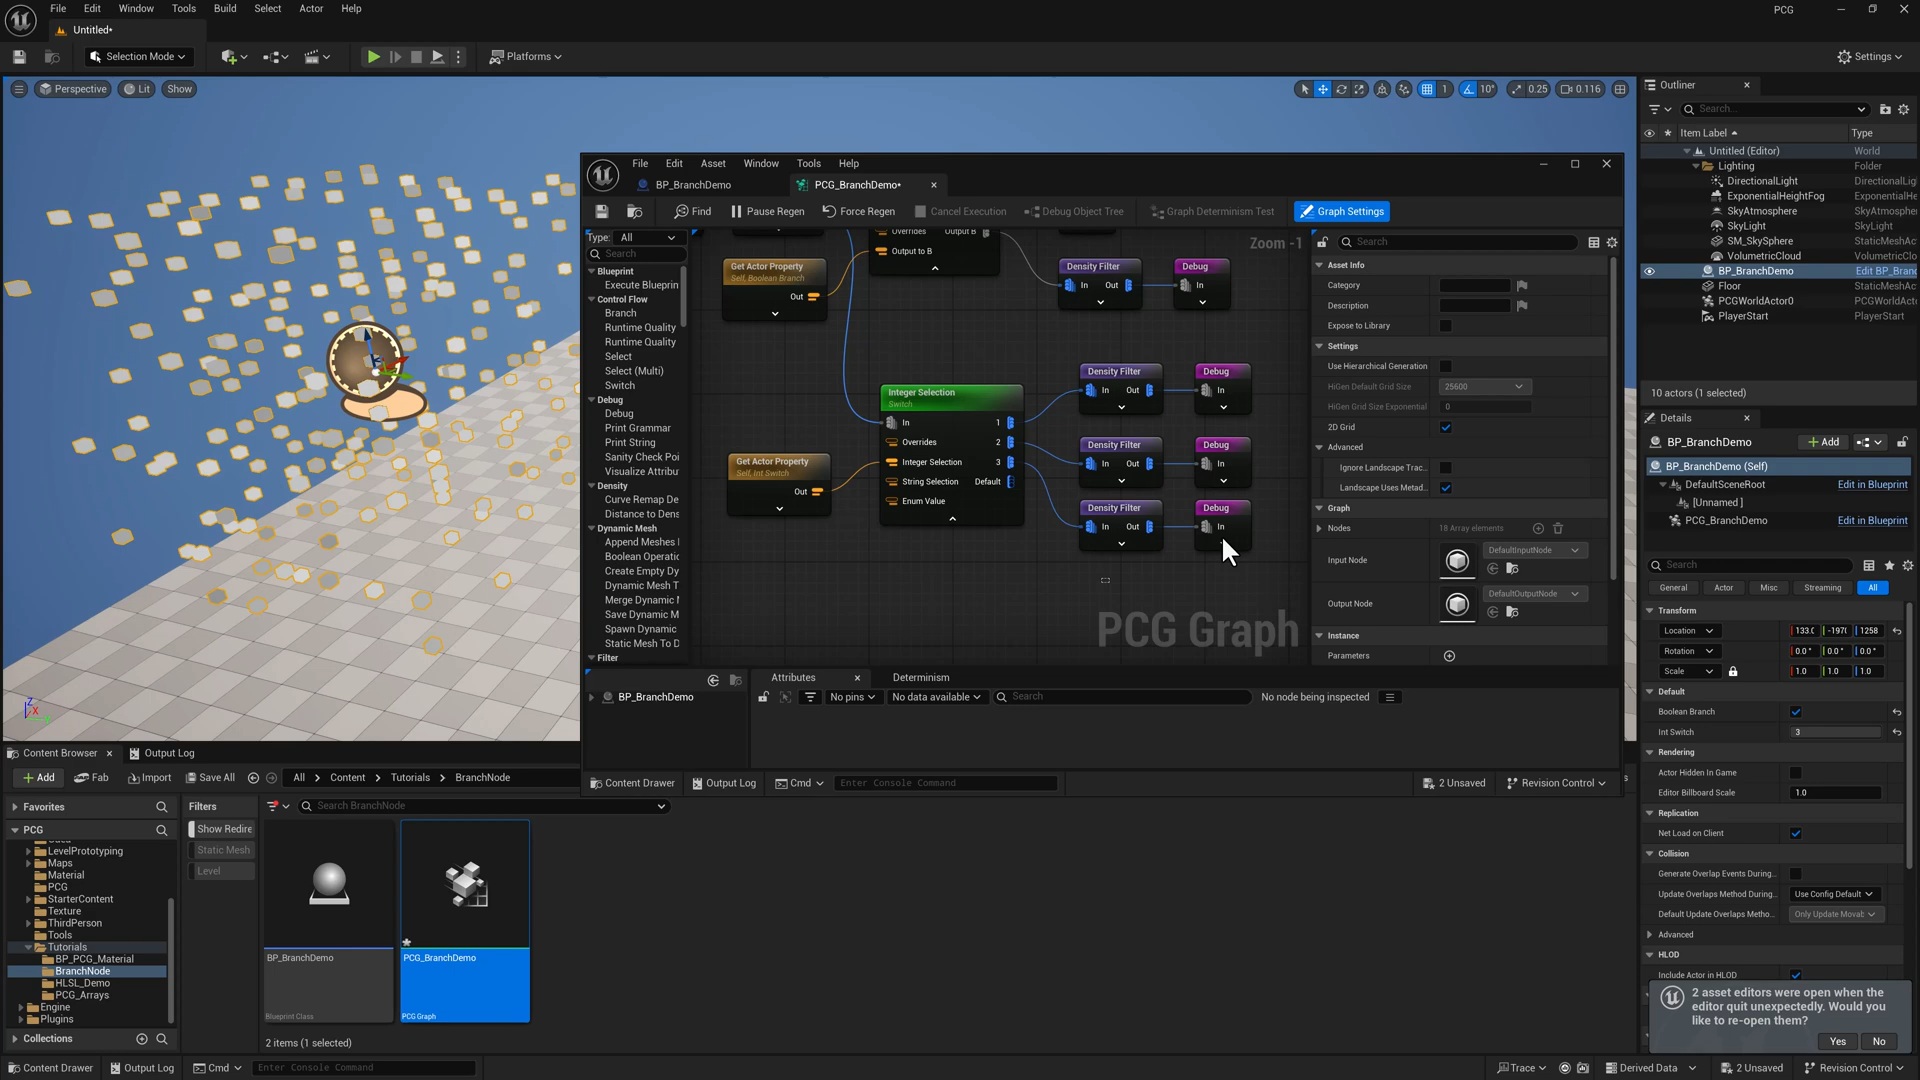 File Edit Window Tools Build Select Actor Help PCG
Untitled*
Selection Mode Platforms Settings
Perspective Lit Show 1 10° 0.25 0.116
File Edit Asset Window Tools Help
BP_BranchDemo PCG_BranchDemo*
Find Pause Regen Force Regen Cancel Execution Debug Object Tree Graph Determinism Test Graph Settings
Type: All
Search
Blueprint
Execute Blueprin
Control Flow
Branch
Runtime Quality
Runtime Quality
Select
Select (Multi)
Switch
Debug
Debug
Print Grammar
Print String
Sanity Check Poi
Visualize Attribu
Density
Curve Remap De
Distance to Dens
Dynamic Mesh
Append Meshes
Boolean Operatio
Create Empty Dy
Dynamic Mesh T
Merge Dynamic
Save Dynamic M
Spawn Dynamic
Static Mesh To D
Filter
Zoom -1
Overrides Output B
Output to B
Get Actor Property
Self, Boolean Branch
Out
Density Filter
In Out
Debug
In
Integer Selection
Switch
In 1
Overrides 2
Integer Selection 3
String Selection Default
Enum Value
Get Actor Property
Self, Int Switch
Out
Density Filter
In Out
Debug
In
Density Filter
In Out
Debug
In
Density Filter
In Out
Debug
In
PCG Graph
Search
Asset Info
Category
Description
Expose to Library
Settings
Use Hierarchical Generation
HiGen Default Grid Size 25600
HiGen Grid Size Exponential 0
2D Grid
Advanced
Ignore Landscape Trac...
Landscape Uses Metad...
Graph
Nodes 18 Array elements
Input Node DefaultInputNode
Output Node DefaultOutputNode
Instance
Parameters
BP_BranchDemo
Attributes Determinism
No pins No data available Search No node being inspected
Content Drawer Output Log Cmd Enter Console Command 2 Unsaved Revision Control
Outliner
Search...
Item Label Type
Untitled (Editor) World
Lighting Folder
DirectionalLight DirectionalLig
ExponentialHeightFog ExponentialHe
SkyAtmosphere SkyAtmosphere
SkyLight SkyLight
SM_SkySphere StaticMeshAc
VolumetricCloud VolumetricClo
BP_BranchDemo Edit BP_Branc
Floor StaticMeshAc
PCGWorldActor0 PCGWorldAct
PlayerStart PlayerStart
10 actors (1 selected)
Details
BP_BranchDemo Add
BP_BranchDemo (Self)
DefaultSceneRoot Edit in Blueprint
[Unnamed ]
PCG_BranchDemo Edit in Blueprint
Search
General Actor Misc Streaming All
Transform
Location 133.0 -1970 1258
Rotation 0.0° 0.0° 0.0°
Scale 1.0 1.0 1.0
Default
Boolean Branch
Int Switch 3
Rendering
Actor Hidden In Game
Editor Billboard Scale 1.0
Replication
Net Load on Client
Collision
Generate Overlap Events During...
Update Overlaps Method During... Use Config Default
Default Update Overlaps Metho... Only Update Movab
Advanced
HLOD
Include Actor in HLOD
2 asset editors were open when the
editor quit unexpectedly. Would you
like to re-open them?
Yes No
Content Browser Output Log
Add Fab Import Save All All Content Tutorials BranchNode
Favorites
PCG
LevelPrototyping
Maps
Material
PCG
StarterContent
Texture
ThirdPerson
Tools
Tutorials
BP_PCG_Material
BranchNode
HLSL_Demo
PCG_Arrays
Engine
Plugins
Collections
Filters
Show Redire
Static Mesh
Level
Search BranchNode
BP_BranchDemo
Blueprint Class
PCG_BranchDemo
PCG Graph
2 items (1 selected)
Content Drawer Output Log Cmd Enter Console Command Trace Derived Data 2 Unsaved Revision Control